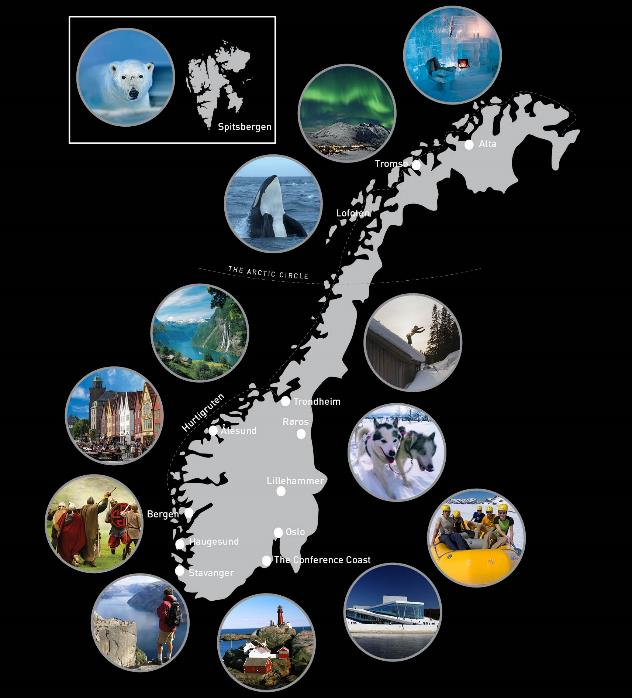 Spitsbergen
Alta
Tromsø
Lofoten
THE ARCTIC CIRCLE
Hurtigruten
Trondheim
Ålesund
Røros
Lillehammer
Bergen
Oslo
Haugesund
The Conference Coast
Stavanger